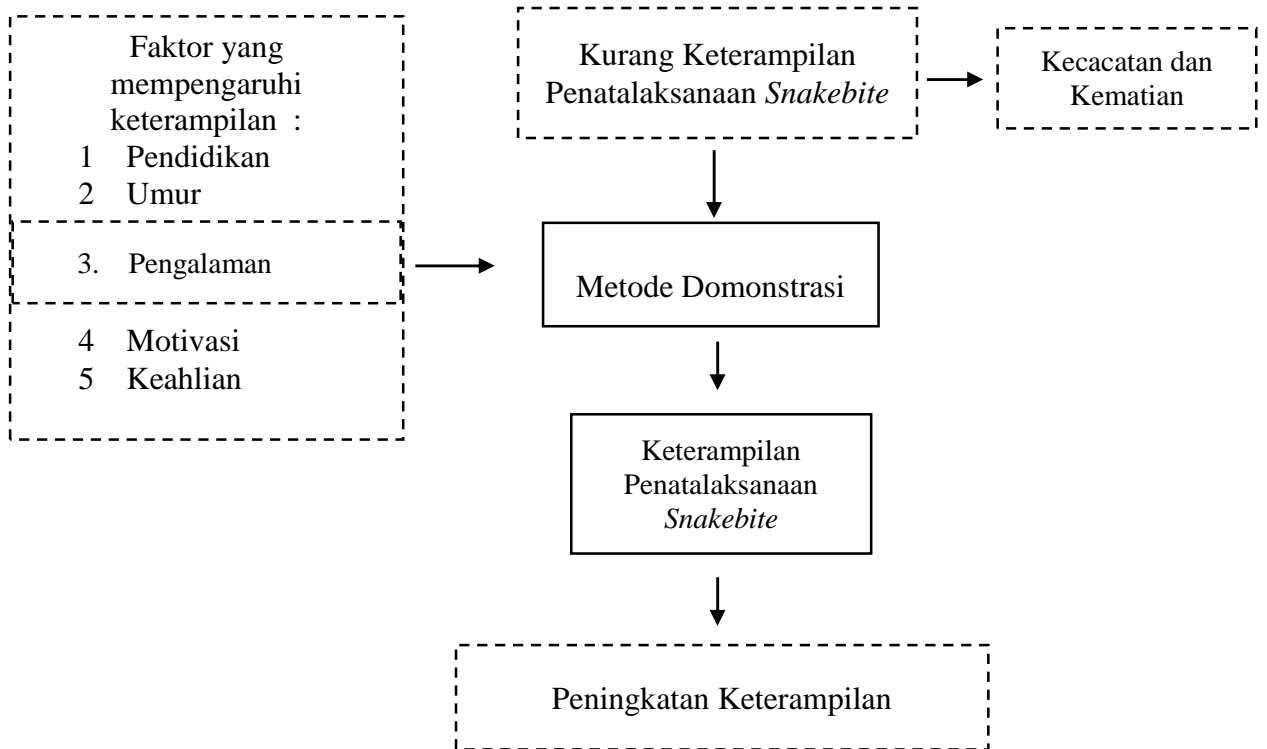 Faktor yang
mempengaruhi
keterampilan :
1 Pendidikan
2 Umur
3. Pengalaman
4 Motivasi
5 Keahlian
Kurang Keterampilan
Penatalaksanaan Snakebite
Kecacatan dan
Kematian
Metode Domonstrasi
Keterampilan
Penatalaksanaan
Snakebite
Peningkatan Keterampilan